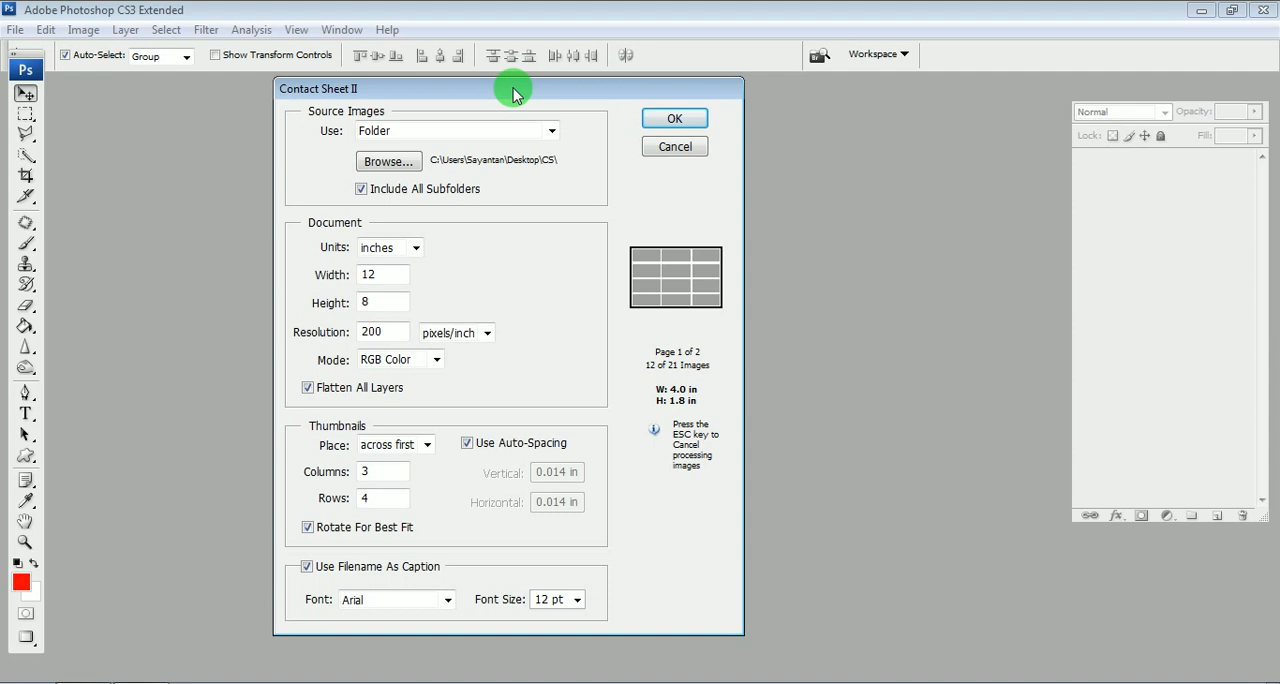 Ps Adobe Photoshop CS3 Extended
File Edit Image Layer Select Filter Analysis View Window Help
Auto-Select: Group Show Transform Controls Br Workspace
Ps
Contact Sheet II
Source Images
Use: Folder
Browse... C:\Users\Sayantan\Desktop\CS\
Include All Subfolders
OK
Cancel
Document
Units: inches
Width: 12
Height: 8
Resolution: 200 pixels/inch
Mode: RGB Color
Flatten All Layers
Page 1 of 2
12 of 21 Images
W: 4.0 in
H: 1.8 in
Press the
ESC key to
Cancel
processing
images
Thumbnails
Place: across first Use Auto-Spacing
Columns: 3 Vertical: 0.014 in
Rows: 4 Horizontal: 0.014 in
Rotate For Best Fit
Use Filename As Caption
Font: Arial Font Size: 12 pt
Normal Opacity:
Lock: Fill:
T
fx